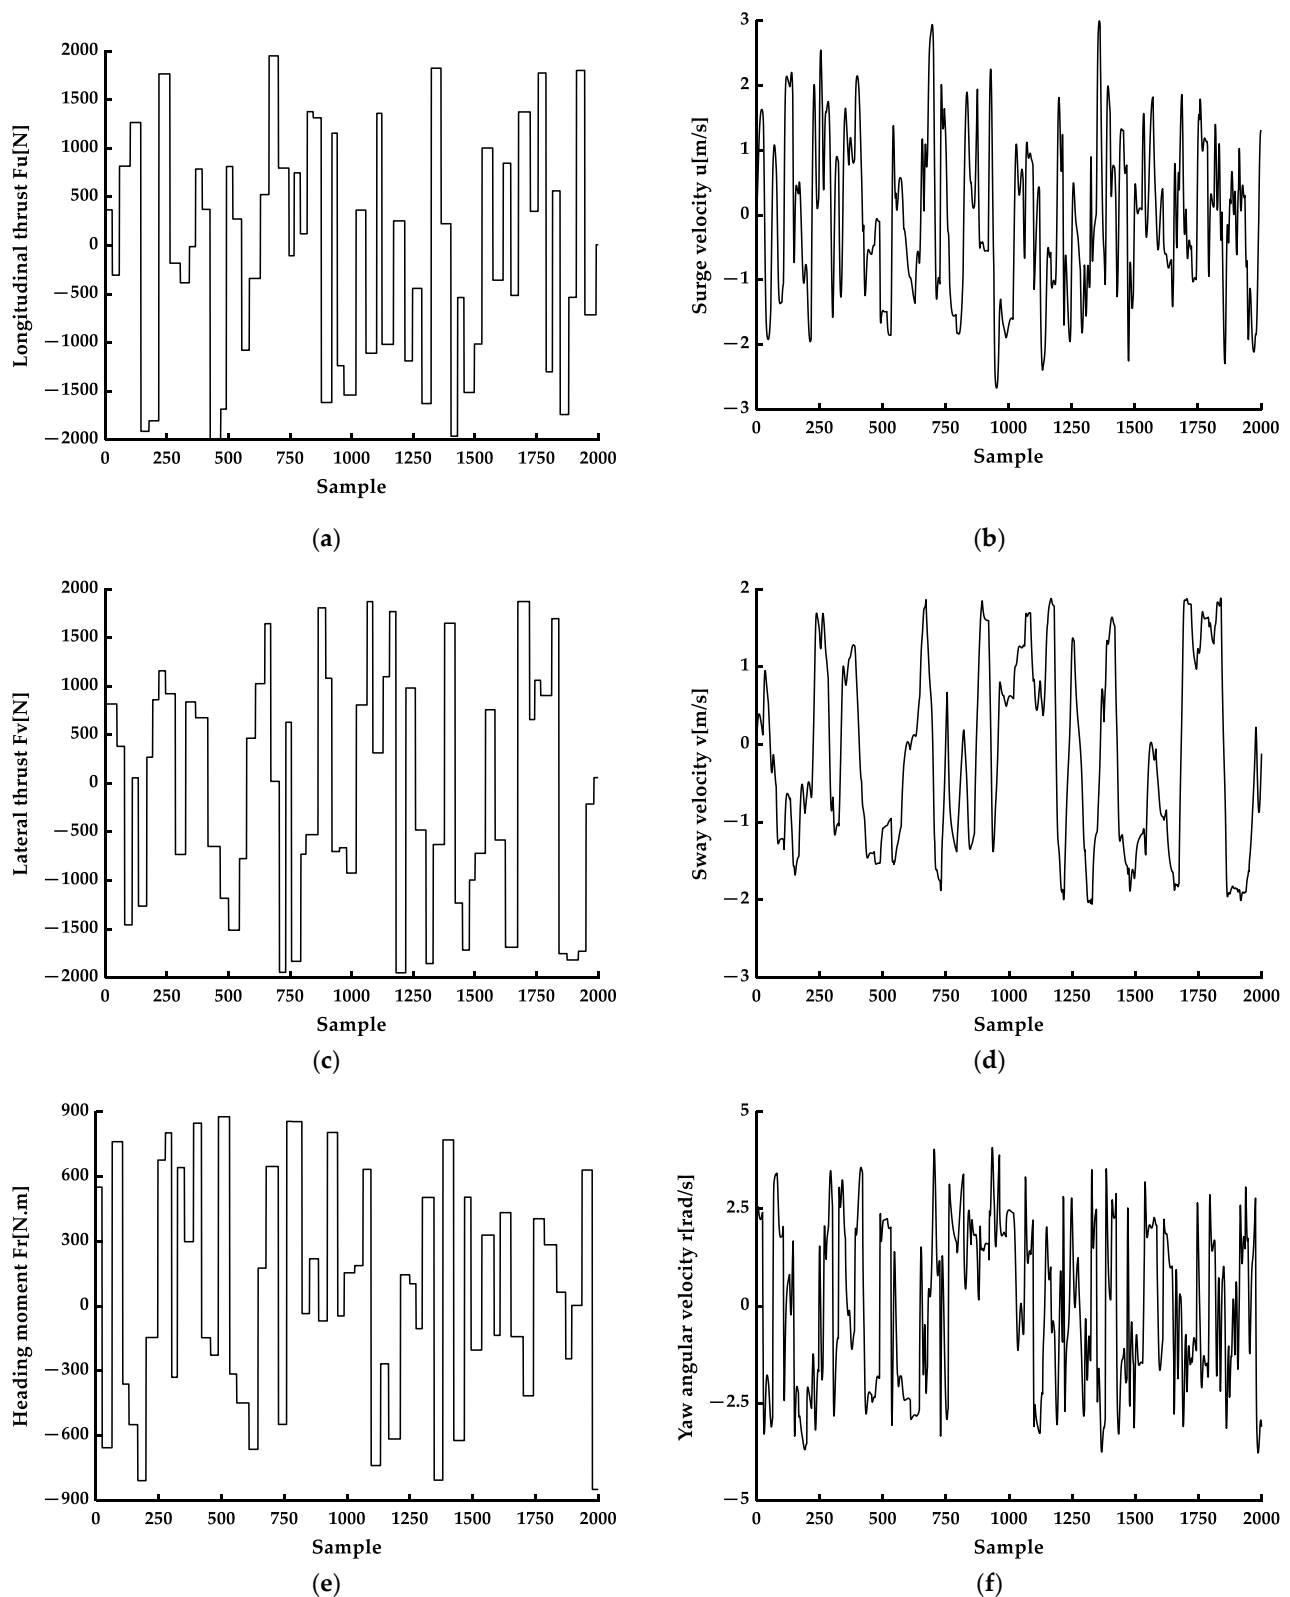 Longitudinal thrust Fu[N]
2000
1500
1000
500
0
−500
−1000
−1500
−2000
0 250 500 750 1000 1250 1500 1750 2000
Sample
(a)
Surge velocity u[m/s]
3
2
1
0
−1
−2
−3
0 250 500 750 1000 1250 1500 1750 2000
Sample
(b)
Lateral thrust Fv[N]
2000
1500
1000
500
0
−500
−1000
−1500
−2000
0 250 500 750 1000 1250 1500 1750 2000
Sample
(c)
Sway velocity v[m/s]
2
1
0
−1
−2
−3
0 250 500 750 1000 1250 1500 1750 2000
Sample
(d)
Heading moment Fr[N.m]
900
600
300
0
−300
−600
−900
0 250 500 750 1000 1250 1500 1750 2000
Sample
(e)
Yaw angular velocity r[rad/s]
5
2.5
0
−2.5
−5
0 250 500 750 1000 1250 1500 1750 2000
Sample
(f)